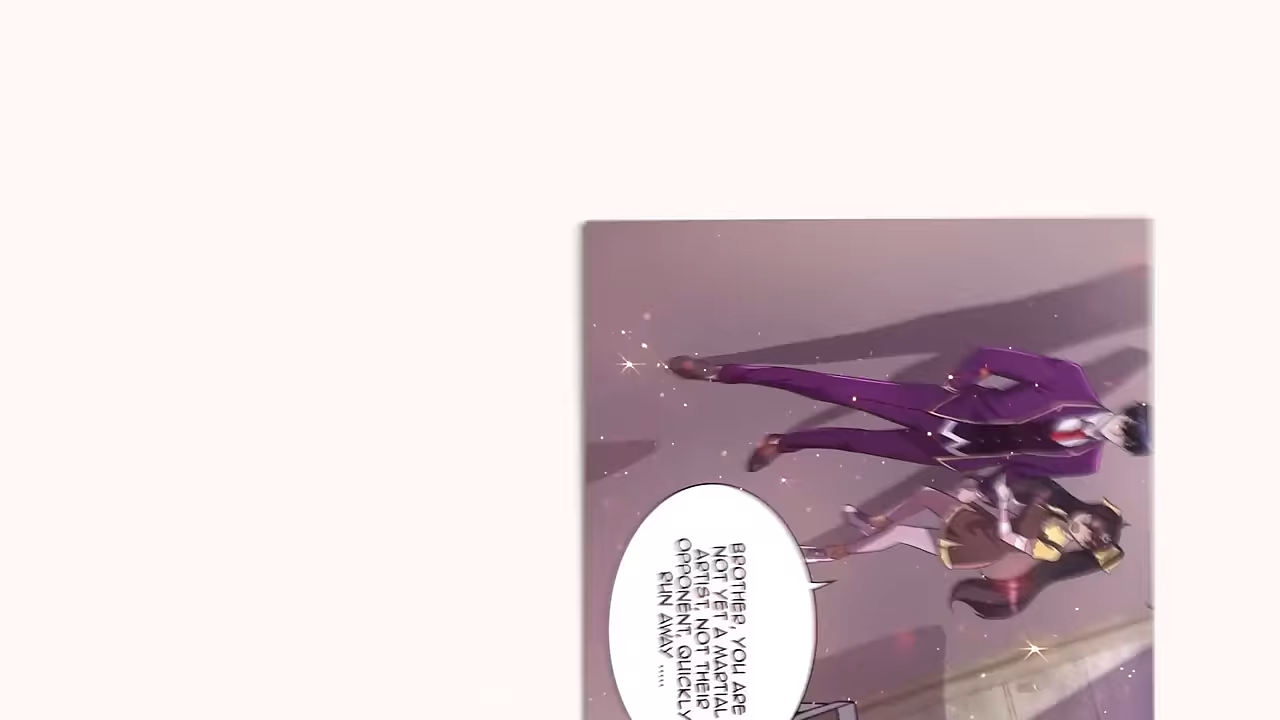 BROTHER, YOU ARE
NOT YET A MARTIAL
ARTIST, NOT THEIR
OPPONENT, QUICKLY
RUN AWAY .....